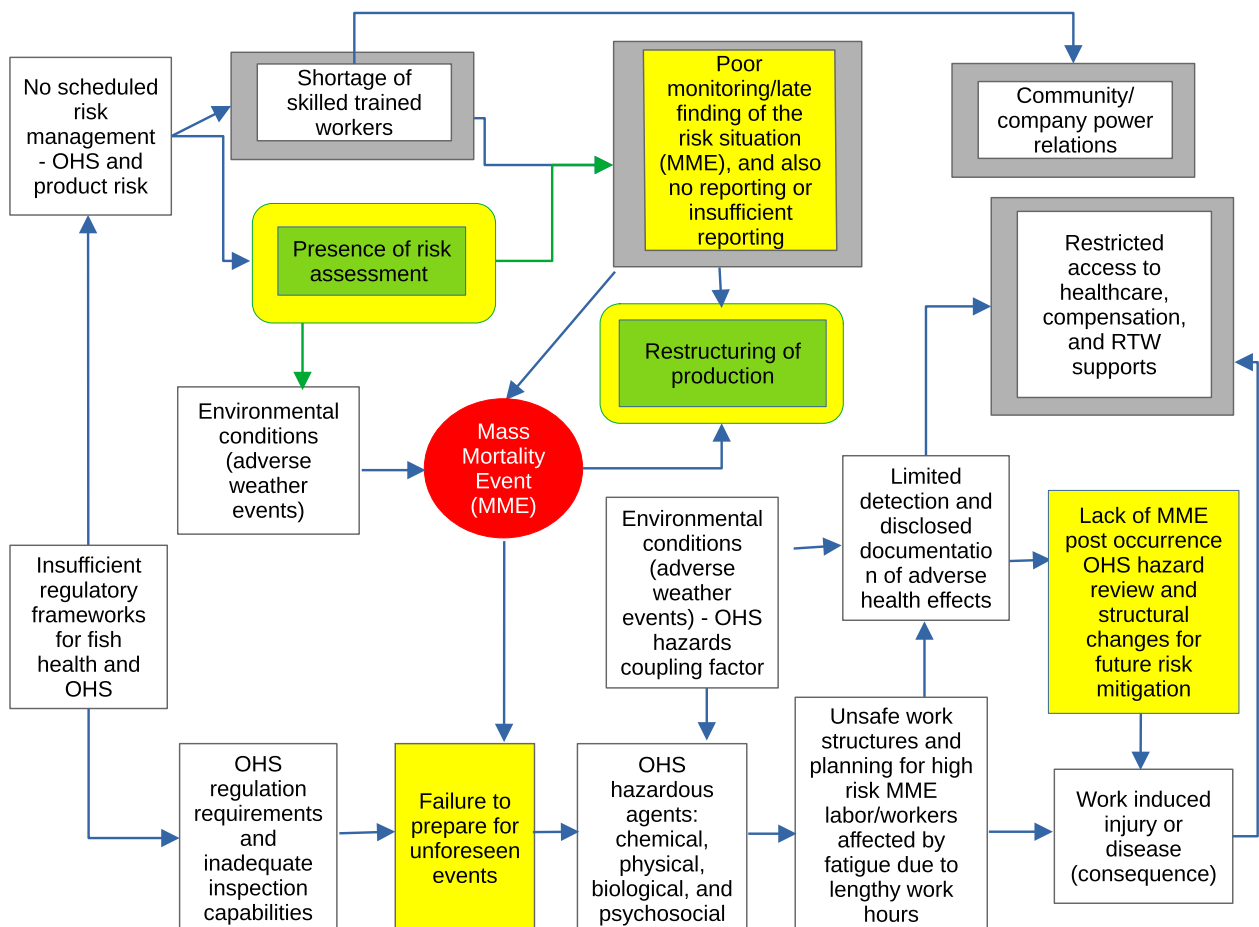 No scheduled
risk
management
- OHS and
product risk
Shortage of
skilled trained
workers
Poor
monitoring/late
finding of the
risk situation
(MME), and also
no reporting or
insufficient
reporting
Community/
company power
relations
Presence of risk
assessment
Restricted
access to
healthcare,
compensation,
and RTW
supports
Restructuring of
production
Environmental
conditions
(adverse
weather
events)
Mass
Mortality
Event
(MME)
Limited
detection and
disclosed
documentatio
n of adverse
health effects
Environmental
conditions
(adverse
weather
events) - OHS
hazards
coupling factor
Lack of MME
post occurrence
OHS hazard
review and
structural
changes for
future risk
mitigation
Insufficient
regulatory
frameworks
for fish
health and
OHS
OHS
regulation
requirements
and
inadequate
inspection
capabilities
Failure to
prepare for
unforeseen
events
OHS
hazardous
agents:
chemical,
physical,
biological, and
psychosocial
Unsafe work
structures and
planning for high
risk MME
labor/workers
affected by
fatigue due to
lengthy work
hours
Work induced
injury or
disease
(consequence)